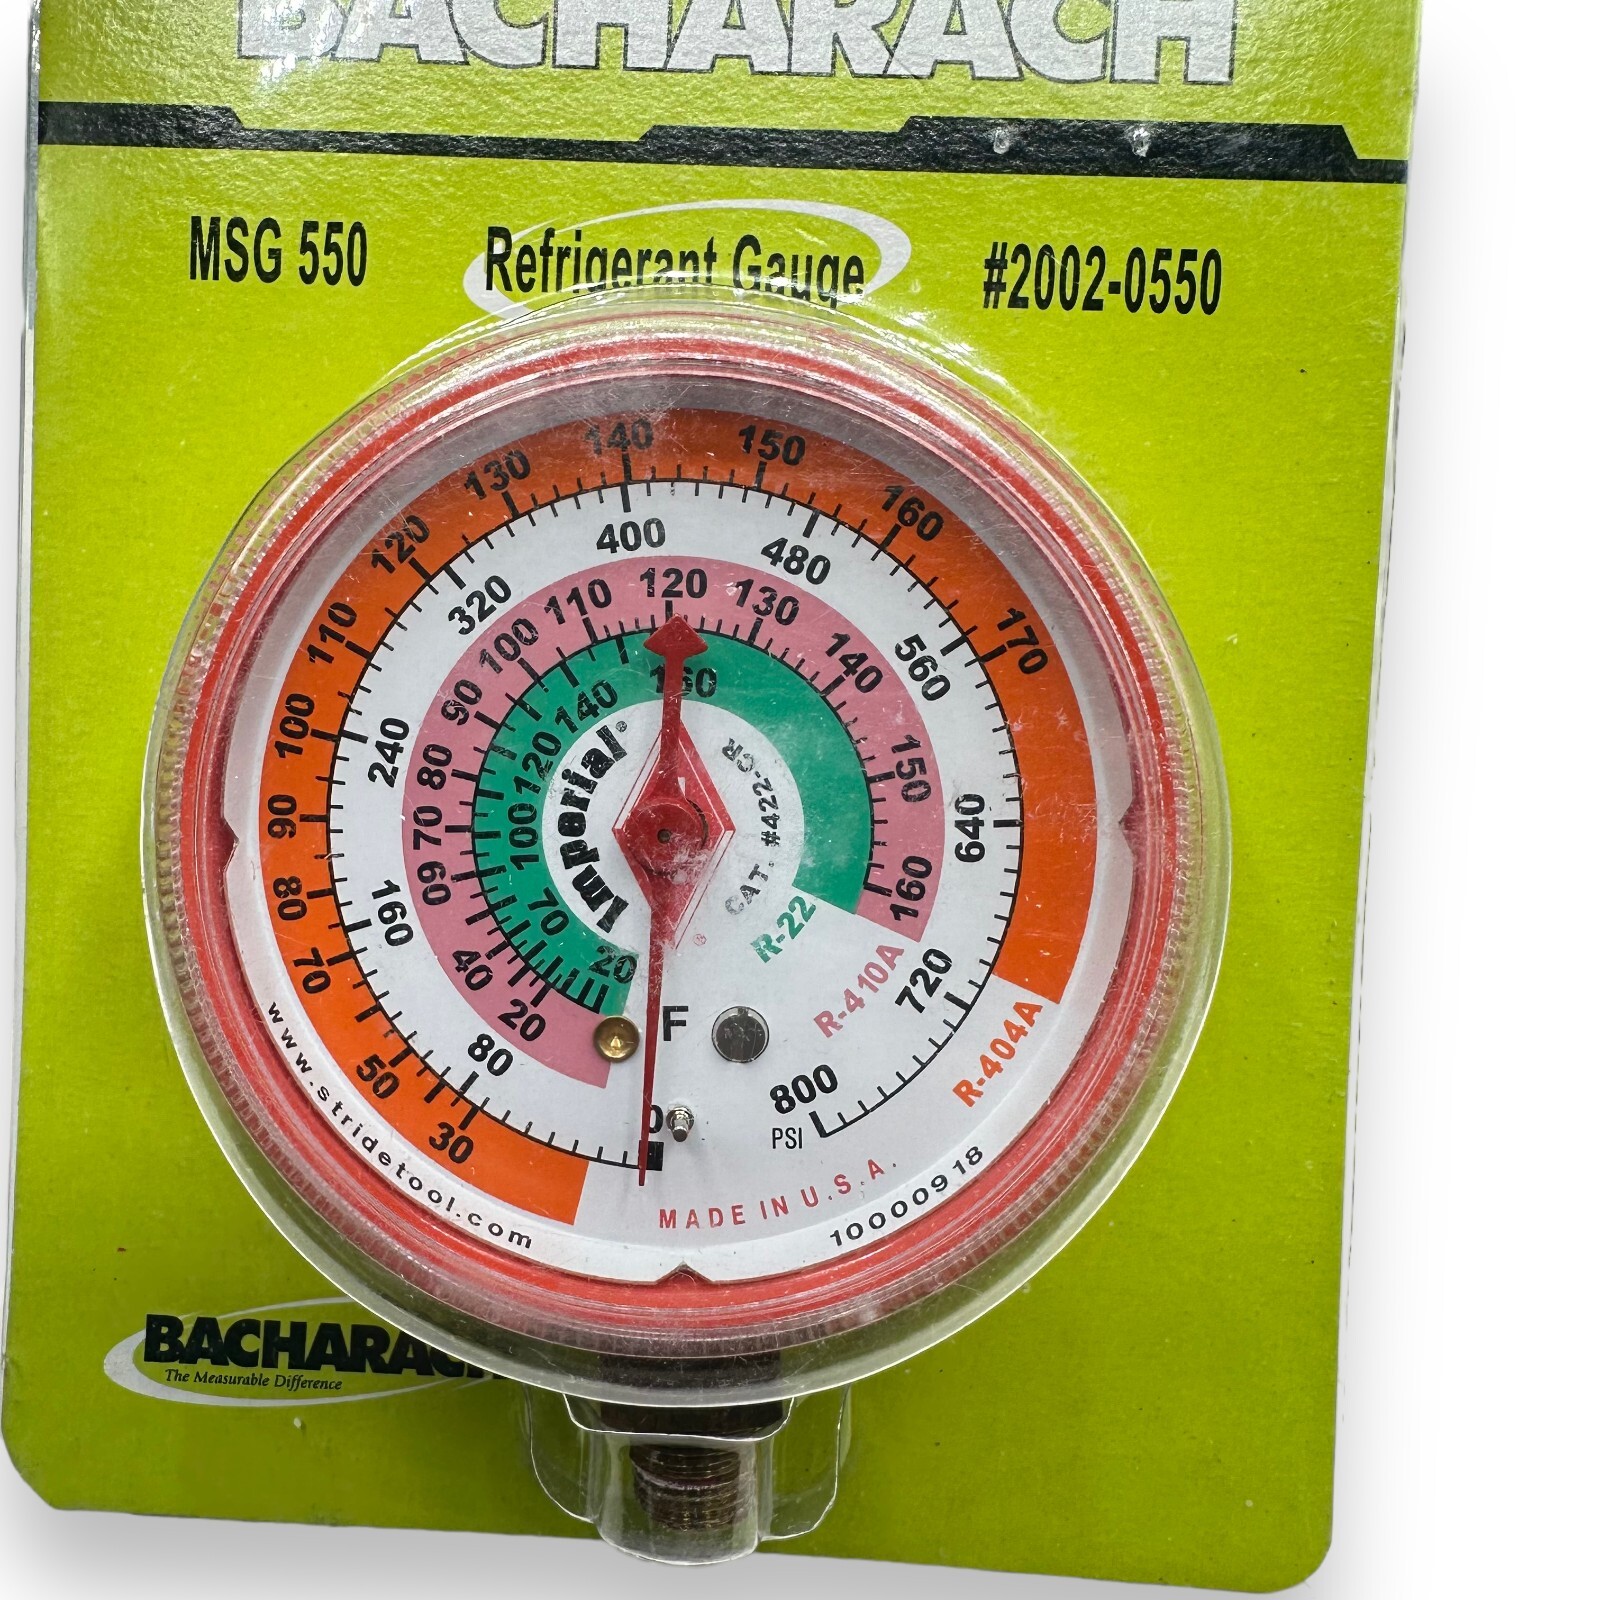 BACHARACH
MSG 550
Refrigerant Gauge
#2002-0550
30 50 70 80 90 100 110 120 130 140 150 160 170
0 80 160 240 320 400 480 560 640 720 800
PSI
20 40 60 70 80 90 100 110 120 130 140 150 160
20 70 100 120 140 160
imperial®
CAT. #422-CR
R-22
R-410A
R-404A
F
www.stridetool.com
MADE IN U.S.A.
10000918
BACHARACH
The Measurable Difference